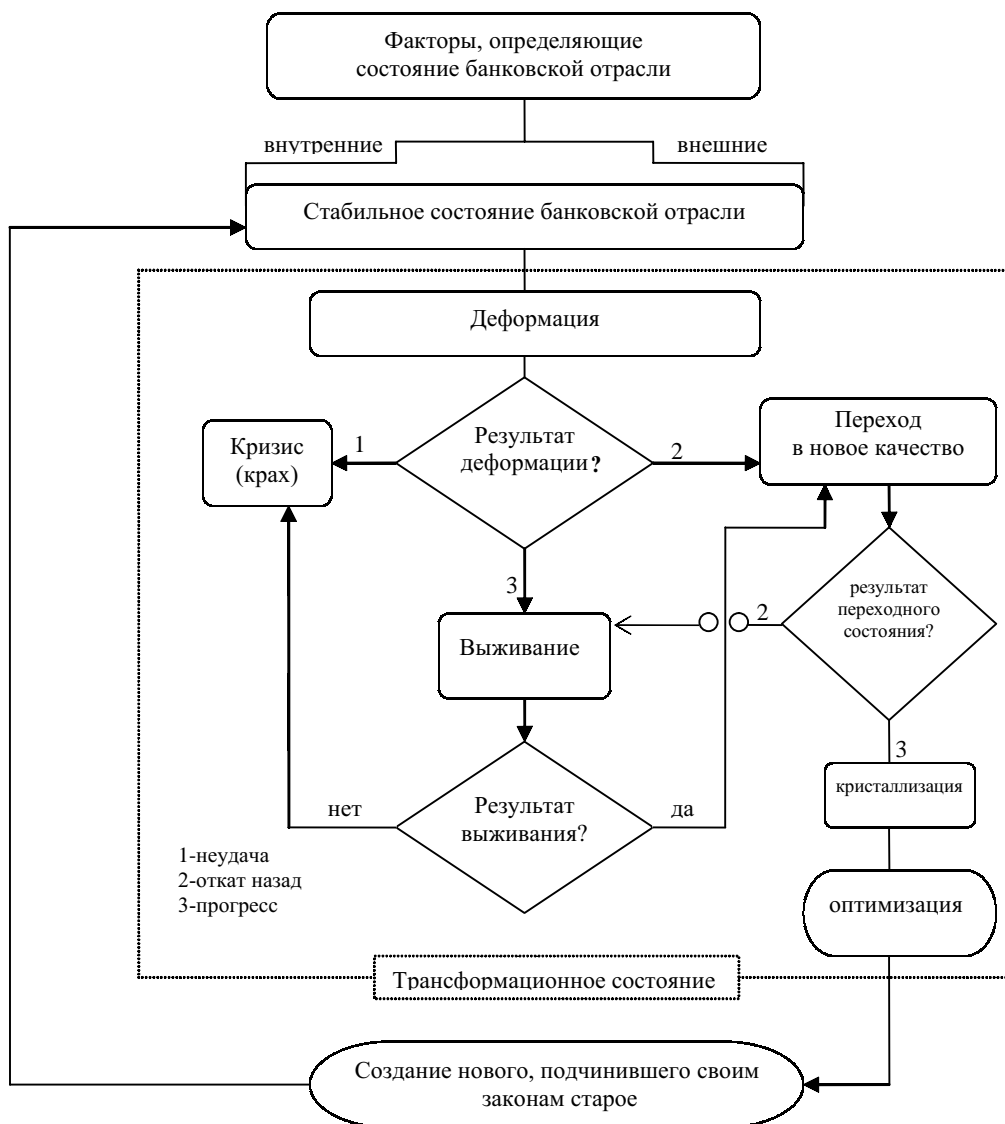 Факторы, определяющие
состояние банковской отрасли
внутренние
внешние
Стабильное состояние банковской отрасли
Деформация
Кризис
(крах)
1
Результат
деформации?
2
Переход
в новое качество
3
Выживание
2
результат
переходного
состояния?
3
кристаллизация
нет
Результат
выживания?
да
1-неудача
2-откат назад
3-прогресс
оптимизация
Трансформационное состояние
Создание нового, подчинившего своим
законам старое